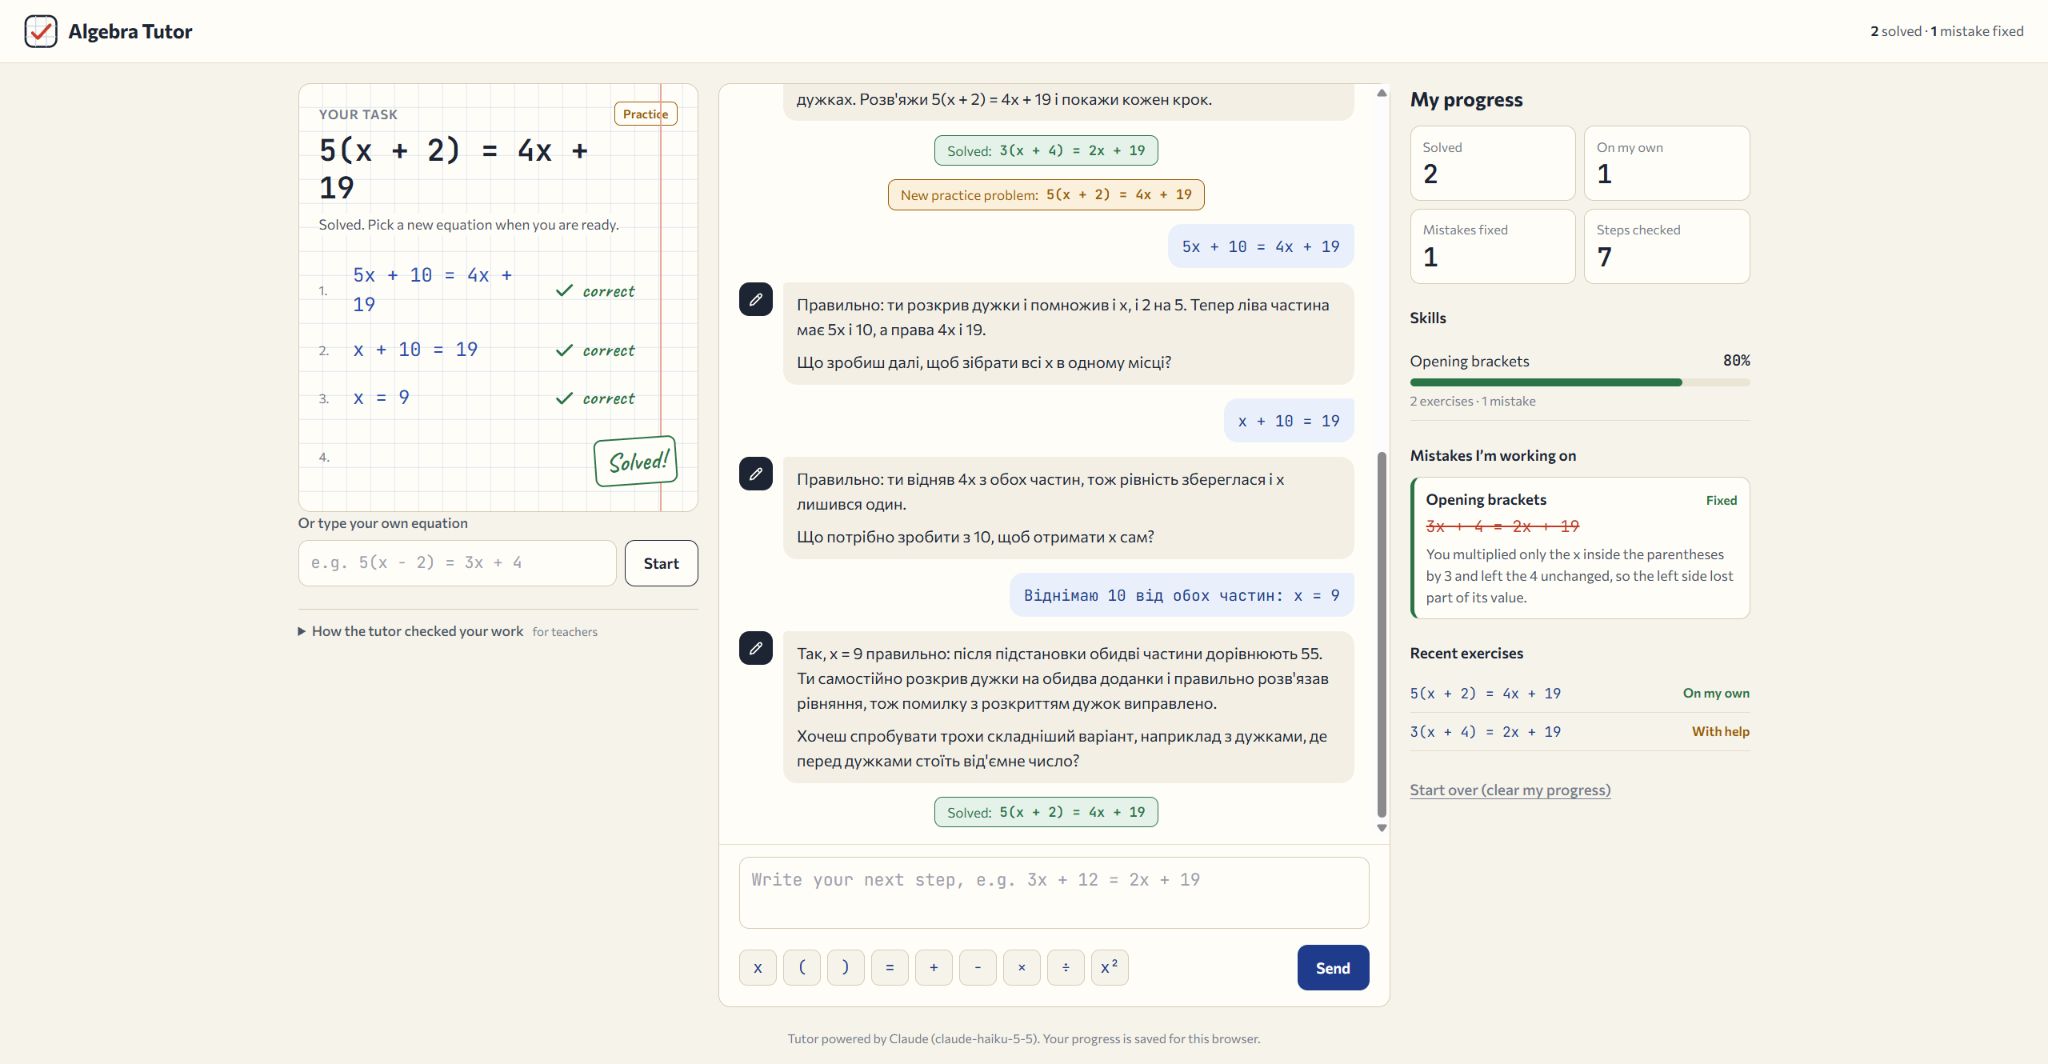 Algebra Tutor
2 solved · 1 mistake fixed
YOUR TASK
Practice
5(x + 2) = 4x +
19
Solved. Pick a new equation when you are ready.
1.
5x + 10 = 4x +
19
correct
2.
x + 10 = 19
correct
3.
x = 9
correct
4.
Solved!
Or type your own equation
e.g. 5(x - 2) = 3x + 4
Start
How the tutor checked your work for teachers
дужках. Розв'яжи 5(x + 2) = 4x + 19 і покажи кожен крок.
Solved: 3(x + 4) = 2x + 19
New practice problem: 5(x + 2) = 4x + 19
5x + 10 = 4x + 19
Правильно: ти розкрив дужки і помножив і x, і 2 на 5. Тепер ліва частина
має 5x і 10, а права 4x і 19.
Що зробиш далі, щоб зібрати всі x в одному місці?
x + 10 = 19
Правильно: ти відняв 4x з обох частин, тож рівність збереглася і x
лишився один.
Що потрібно зробити з 10, щоб отримати x сам?
Віднімаю 10 від обох частин: x = 9
Так, x = 9 правильно: після підстановки обидві частини дорівнюють 55.
Ти самостійно розкрив дужки на обидва доданки і правильно розв'язав
рівняння, тож помилку з розкриттям дужок виправлено.
Хочеш спробувати трохи складніший варіант, наприклад з дужками, де
перед дужками стоїть від'ємне число?
Solved: 5(x + 2) = 4x + 19
Write your next step, e.g. 3x + 12 = 2x + 19
x ( ) = + - × ÷ x²
Send
My progress
Solved
2
On my own
1
Mistakes fixed
1
Steps checked
7
Skills
Opening brackets
80%
2 exercises · 1 mistake
Mistakes I'm working on
Opening brackets
Fixed
3x + 4 = 2x + 19
You multiplied only the x inside the parentheses
by 3 and left the 4 unchanged, so the left side lost
part of its value.
Recent exercises
5(x + 2) = 4x + 19
On my own
3(x + 4) = 2x + 19
With help
Start over (clear my progress)
Tutor powered by Claude (claude-haiku-5-5). Your progress is saved for this browser.